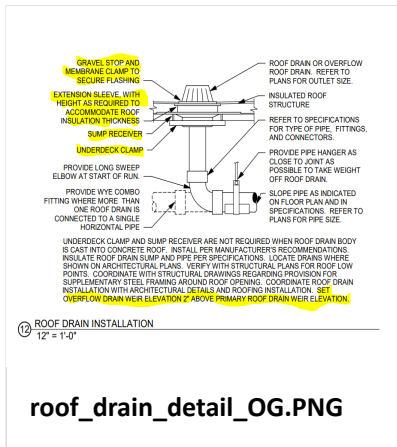 GRAVEL STOP AND
MEMBRANE CLAMP TO
SECURE FLASHING
EXTENSION SLEEVE, WITH
HEIGHT AS REQUIRED TO
ACCOMMODATE ROOF
INSULATION THICKNESS
SUMP RECEIVER
UNDERDECK CLAMP
PROVIDE LONG SWEEP
ELBOW AT START OF RUN.
PROVIDE WYE COMBO
FITTING WHERE MORE THAN
ONE ROOF DRAIN IS
CONNECTED TO A SINGLE
HORIZONTAL PIPE
ROOF DRAIN OR OVERFLOW
ROOF DRAIN. REFER TO
PLANS FOR OUTLET SIZE.
INSULATED ROOF
STRUCTURE
REFER TO SPECIFICATIONS
FOR TYPE OF PIPE, FITTINGS,
AND CONNECTORS.
PROVIDE PIPE HANGER AS
CLOSE TO JOINT AS
POSSIBLE TO TAKE WEIGHT
OFF ROOF DRAIN.
SLOPE PIPE AS INDICATED
ON FLOOR PLAN AND IN
SPECIFICATIONS. REFER TO
PLANS FOR PIPE SIZE.
UNDERDECK CLAMP AND SUMP RECEIVER ARE NOT REQUIRED WHEN DRAIN BODY
IS CAST INTO CONCRETE ROOF. INSTALL PER MANUFACTURER'S RECOMMENDATIONS.
INSULATE ROOF DRAIN SUMP AND PIPE PER SPECIFICATIONS. LOCATE DRAINS WHERE
SHOWN ON ARCHITECTURAL PLANS. VERIFY WITH STRUCTURAL PLANS FOR ROOF LOW
POINTS. COORDINATE WITH STRUCTURAL DRAWINGS REGARDING PROVISION FOR
SUPPLEMENTARY STEEL FRAMING AROUND ROOF OPENING. COORDINATE ROOF DRAIN
INSTALLATION WITH ARCHITECTURAL DETAILS AND ROOFING INSTALLATION. SET
OVERFLOW DRAIN WEIR ELEVATION 2" ABOVE PRIMARY ROOF DRAIN WEIR ELEVATION.
12 ROOF DRAIN INSTALLATION
12" = 1'-0"
roof_drain_detail_OG.PNG